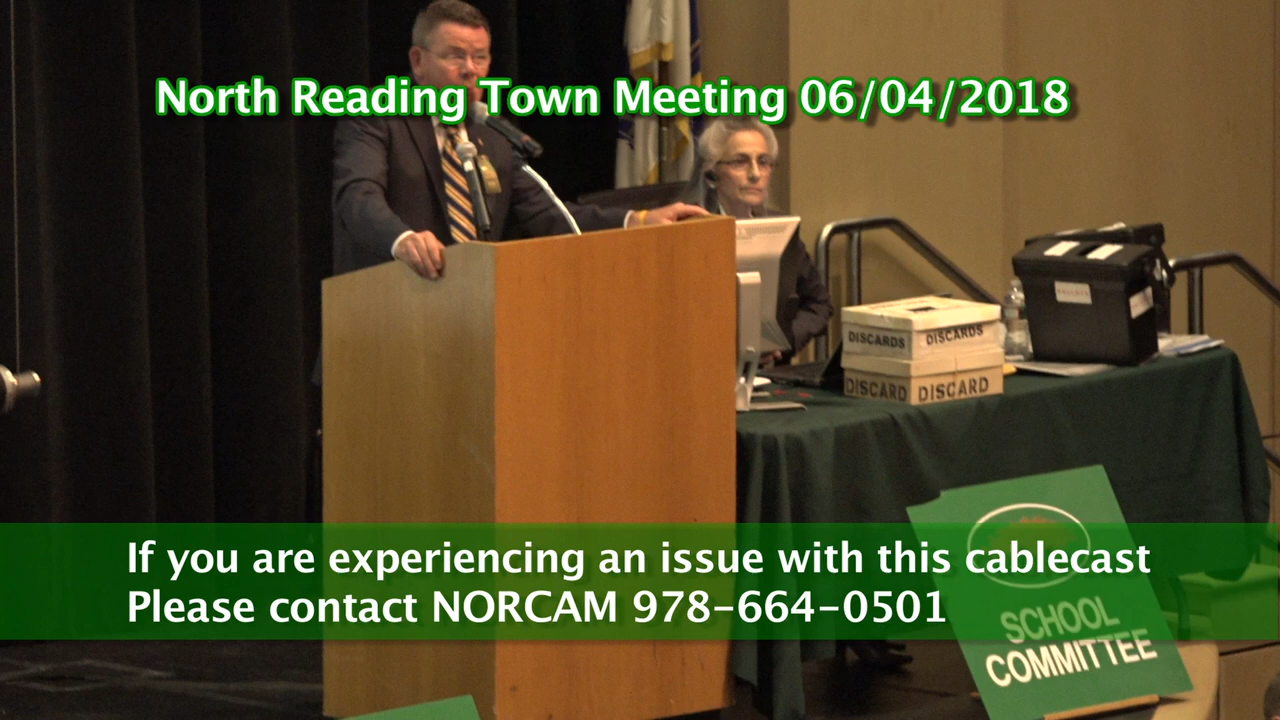 North Reading Town Meeting 06/04/2018
DISCARDS DISCARDS
DISCARD DISCARD
If you are experiencing an issue with this cablecast
Please contact NORCAM 978-664-0501
SCHOOL
COMMITTEE